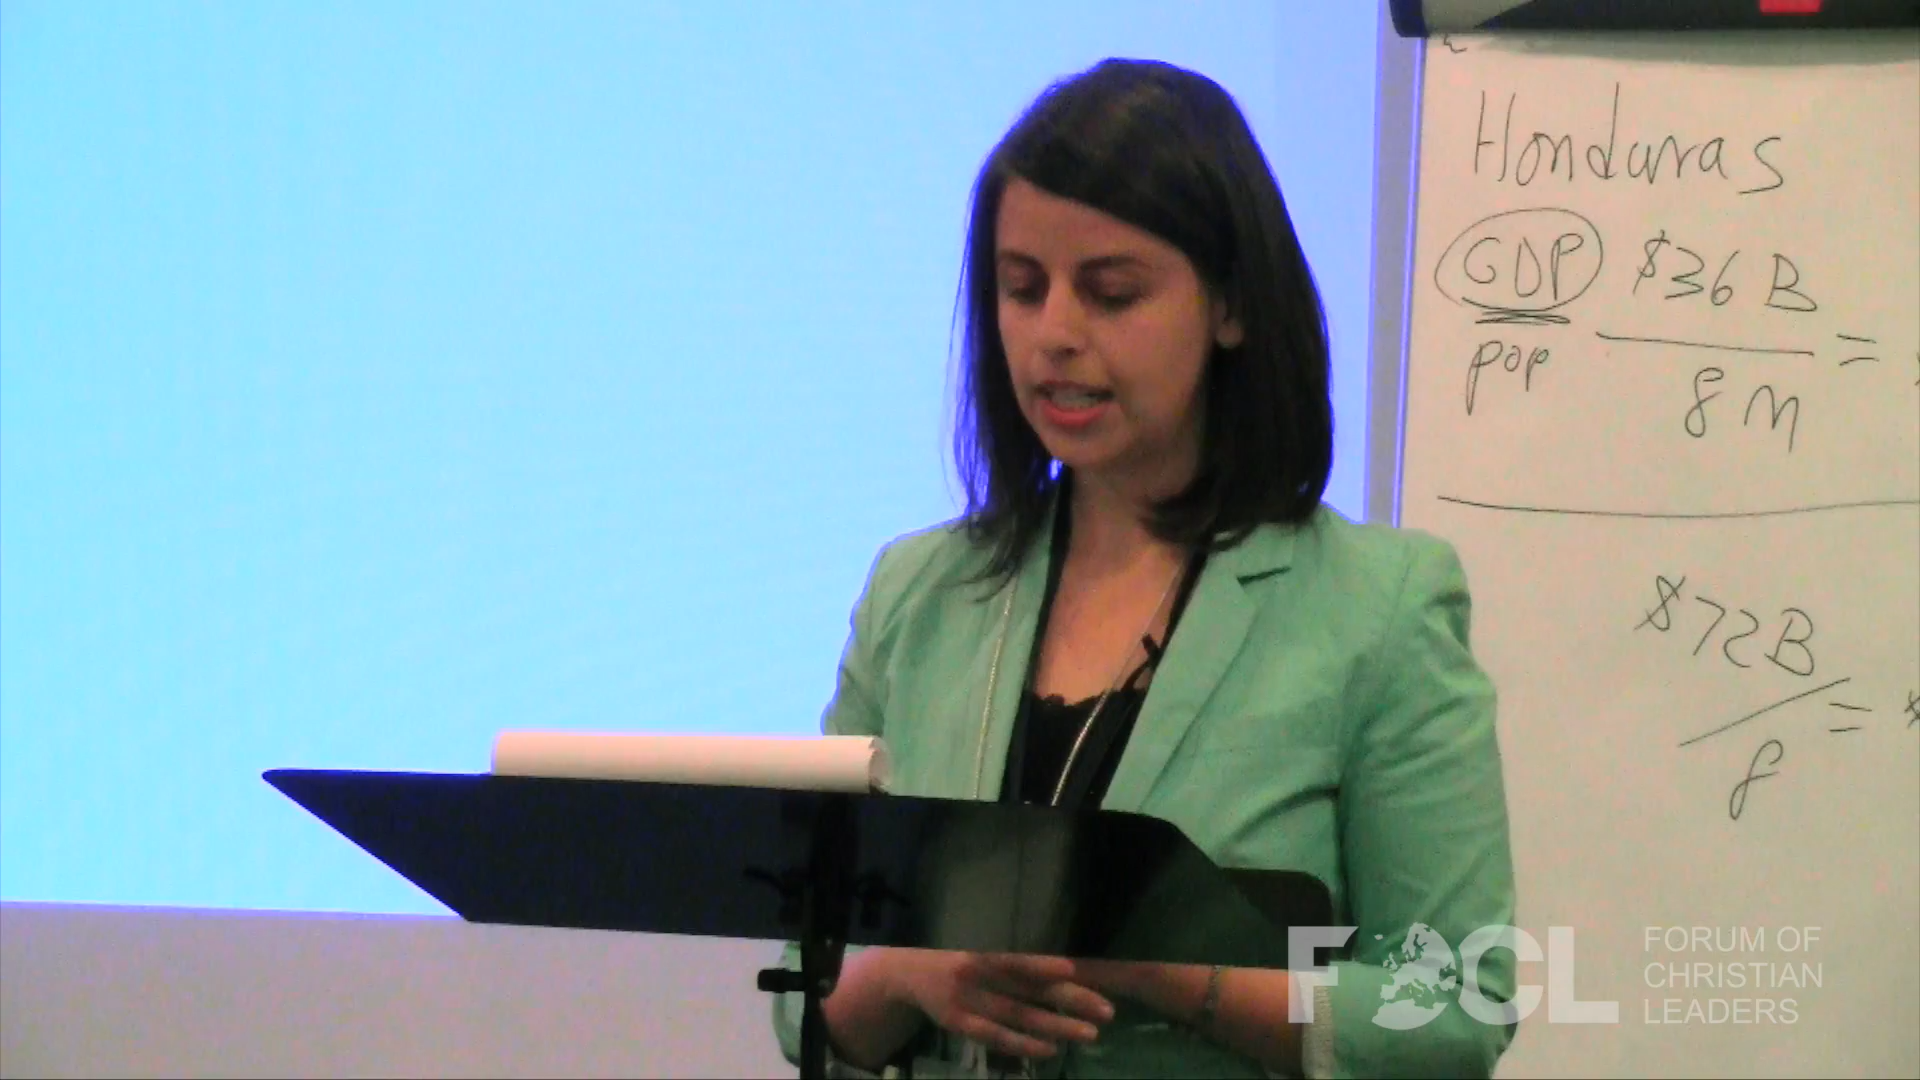 Honduras
GDP $36 B =
pop 8 M
$72B =
8
FOCL
FORUM OF
CHRISTIAN
LEADERS